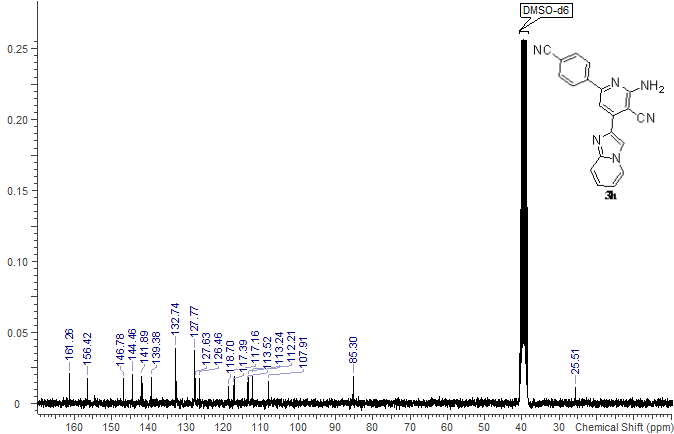 DMSO-d6
0.25
0.20
0.15
0.10
0.05
0
NC
N
NH2
CN
N
N
3h
161.26
156.42
146.78
144.46
141.89
139.38
132.74
127.77
127.63
126.46
118.70
117.39
117.16
113.52
113.24
112.21
107.91
85.30
25.51
160 150 140 130 120 110 100 90 80 70 60 50 40 30 Chemical Shift (ppm)